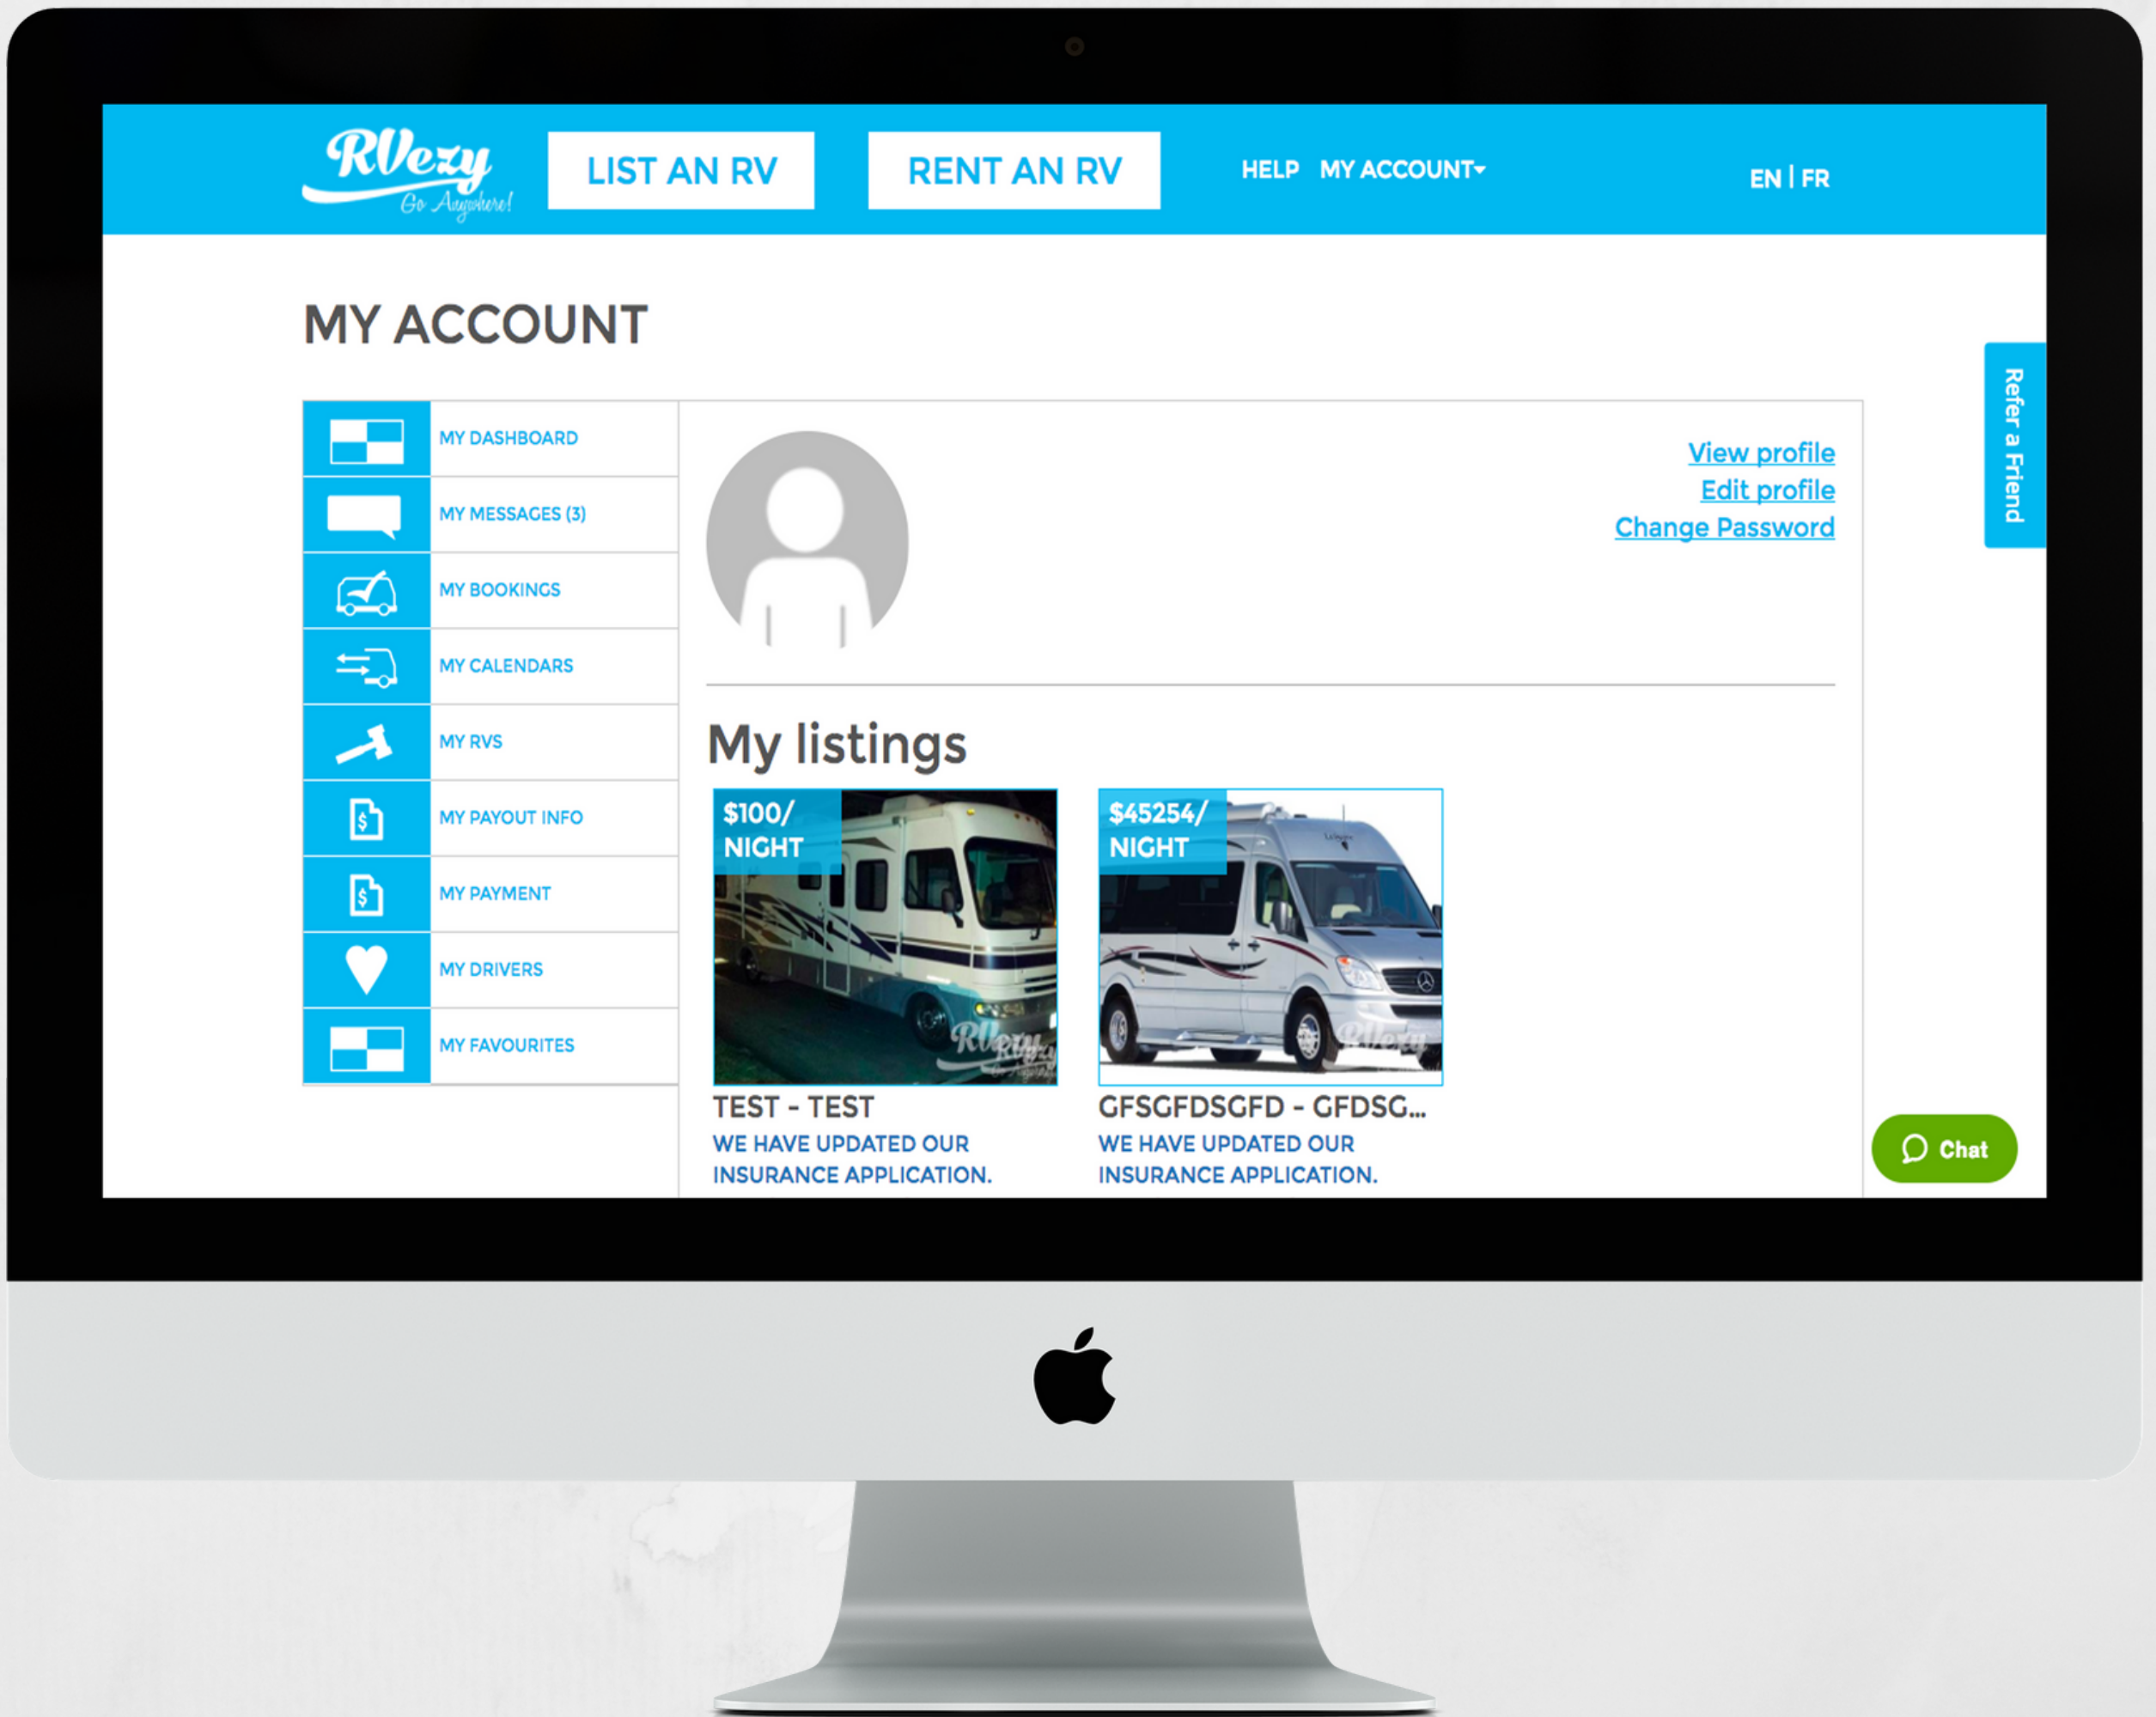 RVezy
Go Anywhere!
LIST AN RV
RENT AN RV
HELP
MY ACCOUNT
EN | FR
MY ACCOUNT
Refer a Friend
MY DASHBOARD
MY MESSAGES (3)
MY BOOKINGS
MY CALENDARS
MY RVS
MY PAYOUT INFO
MY PAYMENT
MY DRIVERS
MY FAVOURITES
View profile
Edit profile
Change Password
My listings
$100/
NIGHT
RVezy
TEST - TEST
WE HAVE UPDATED OUR
INSURANCE APPLICATION.
$45254/
NIGHT
RVezy
GFSGFDSGFD - GFDSG...
WE HAVE UPDATED OUR
INSURANCE APPLICATION.
Chat